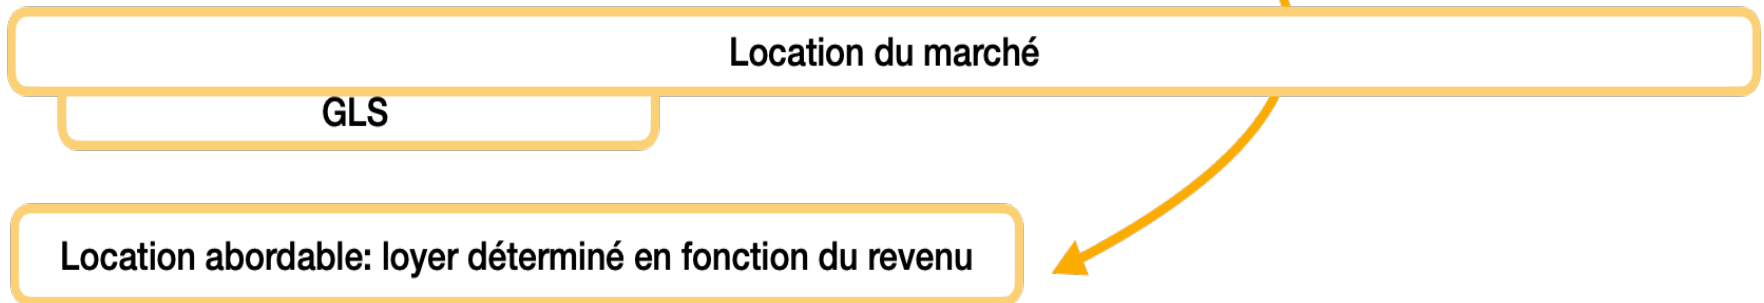 Location du marché
GLS
Location abordable: loyer déterminé en fonction du revenu